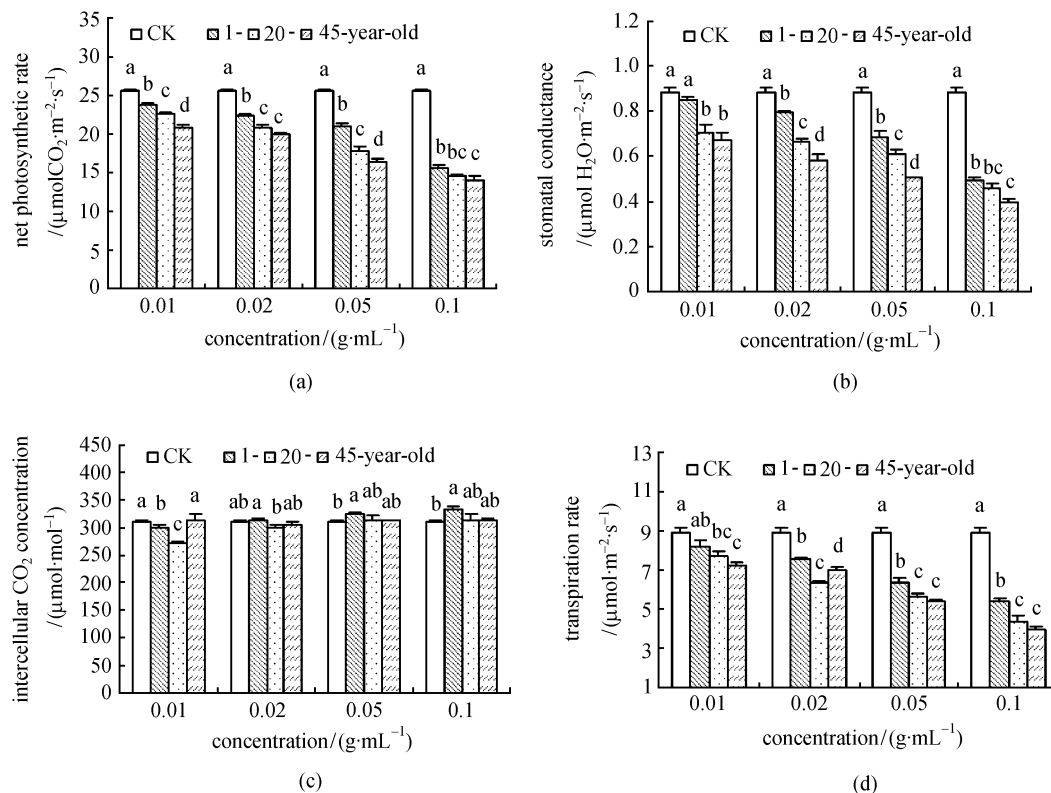 CK 1- 20- 45-year-old
net photosynthetic rate
/(μmolCO₂·m⁻²·s⁻¹)
35
30
25
20
15
10
5
0
a b c d
a b c c
a b c d
a b bc c
0.01 0.02 0.05 0.1
concentration/(g·mL⁻¹)
(a)
CK 1- 20- 45-year-old
stomatal conductance
/(μmol H₂O·m⁻²·s⁻¹)
1.2
1.0
0.8
0.6
0.4
0.2
0
a a b b
a b c d
a b c d
a b bc c
0.01 0.02 0.05 0.1
concentration/(g·mL⁻¹)
(b)
CK 1- 20- 45-year-old
intercellular CO₂ concentration
/(μmol·mol⁻¹)
450
400
350
300
250
200
150
100
50
0
a b c a
ab a b ab
b a ab ab
b a ab ab
0.01 0.02 0.05 0.1
concentration/(g·mL⁻¹)
(c)
CK 1- 20- 45-year-old
transpiration rate
/(μmol·m⁻²·s⁻¹)
13
11
9
7
5
3
1
a ab bc c
a b c d
a b c c
a b c c
0.01 0.02 0.05 0.1
concentration/(g·mL⁻¹)
(d)